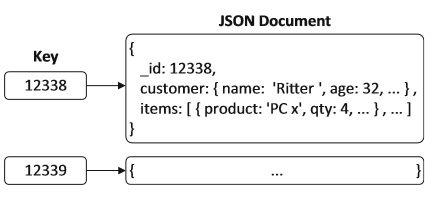 JSON Document
Key
12338
{
_id: 12338,
customer: { name: 'Ritter ', age: 32, ... } ,
items: [ { product: 'PC x', qty: 4, ... } , ... ]
}
12339
{ ... }